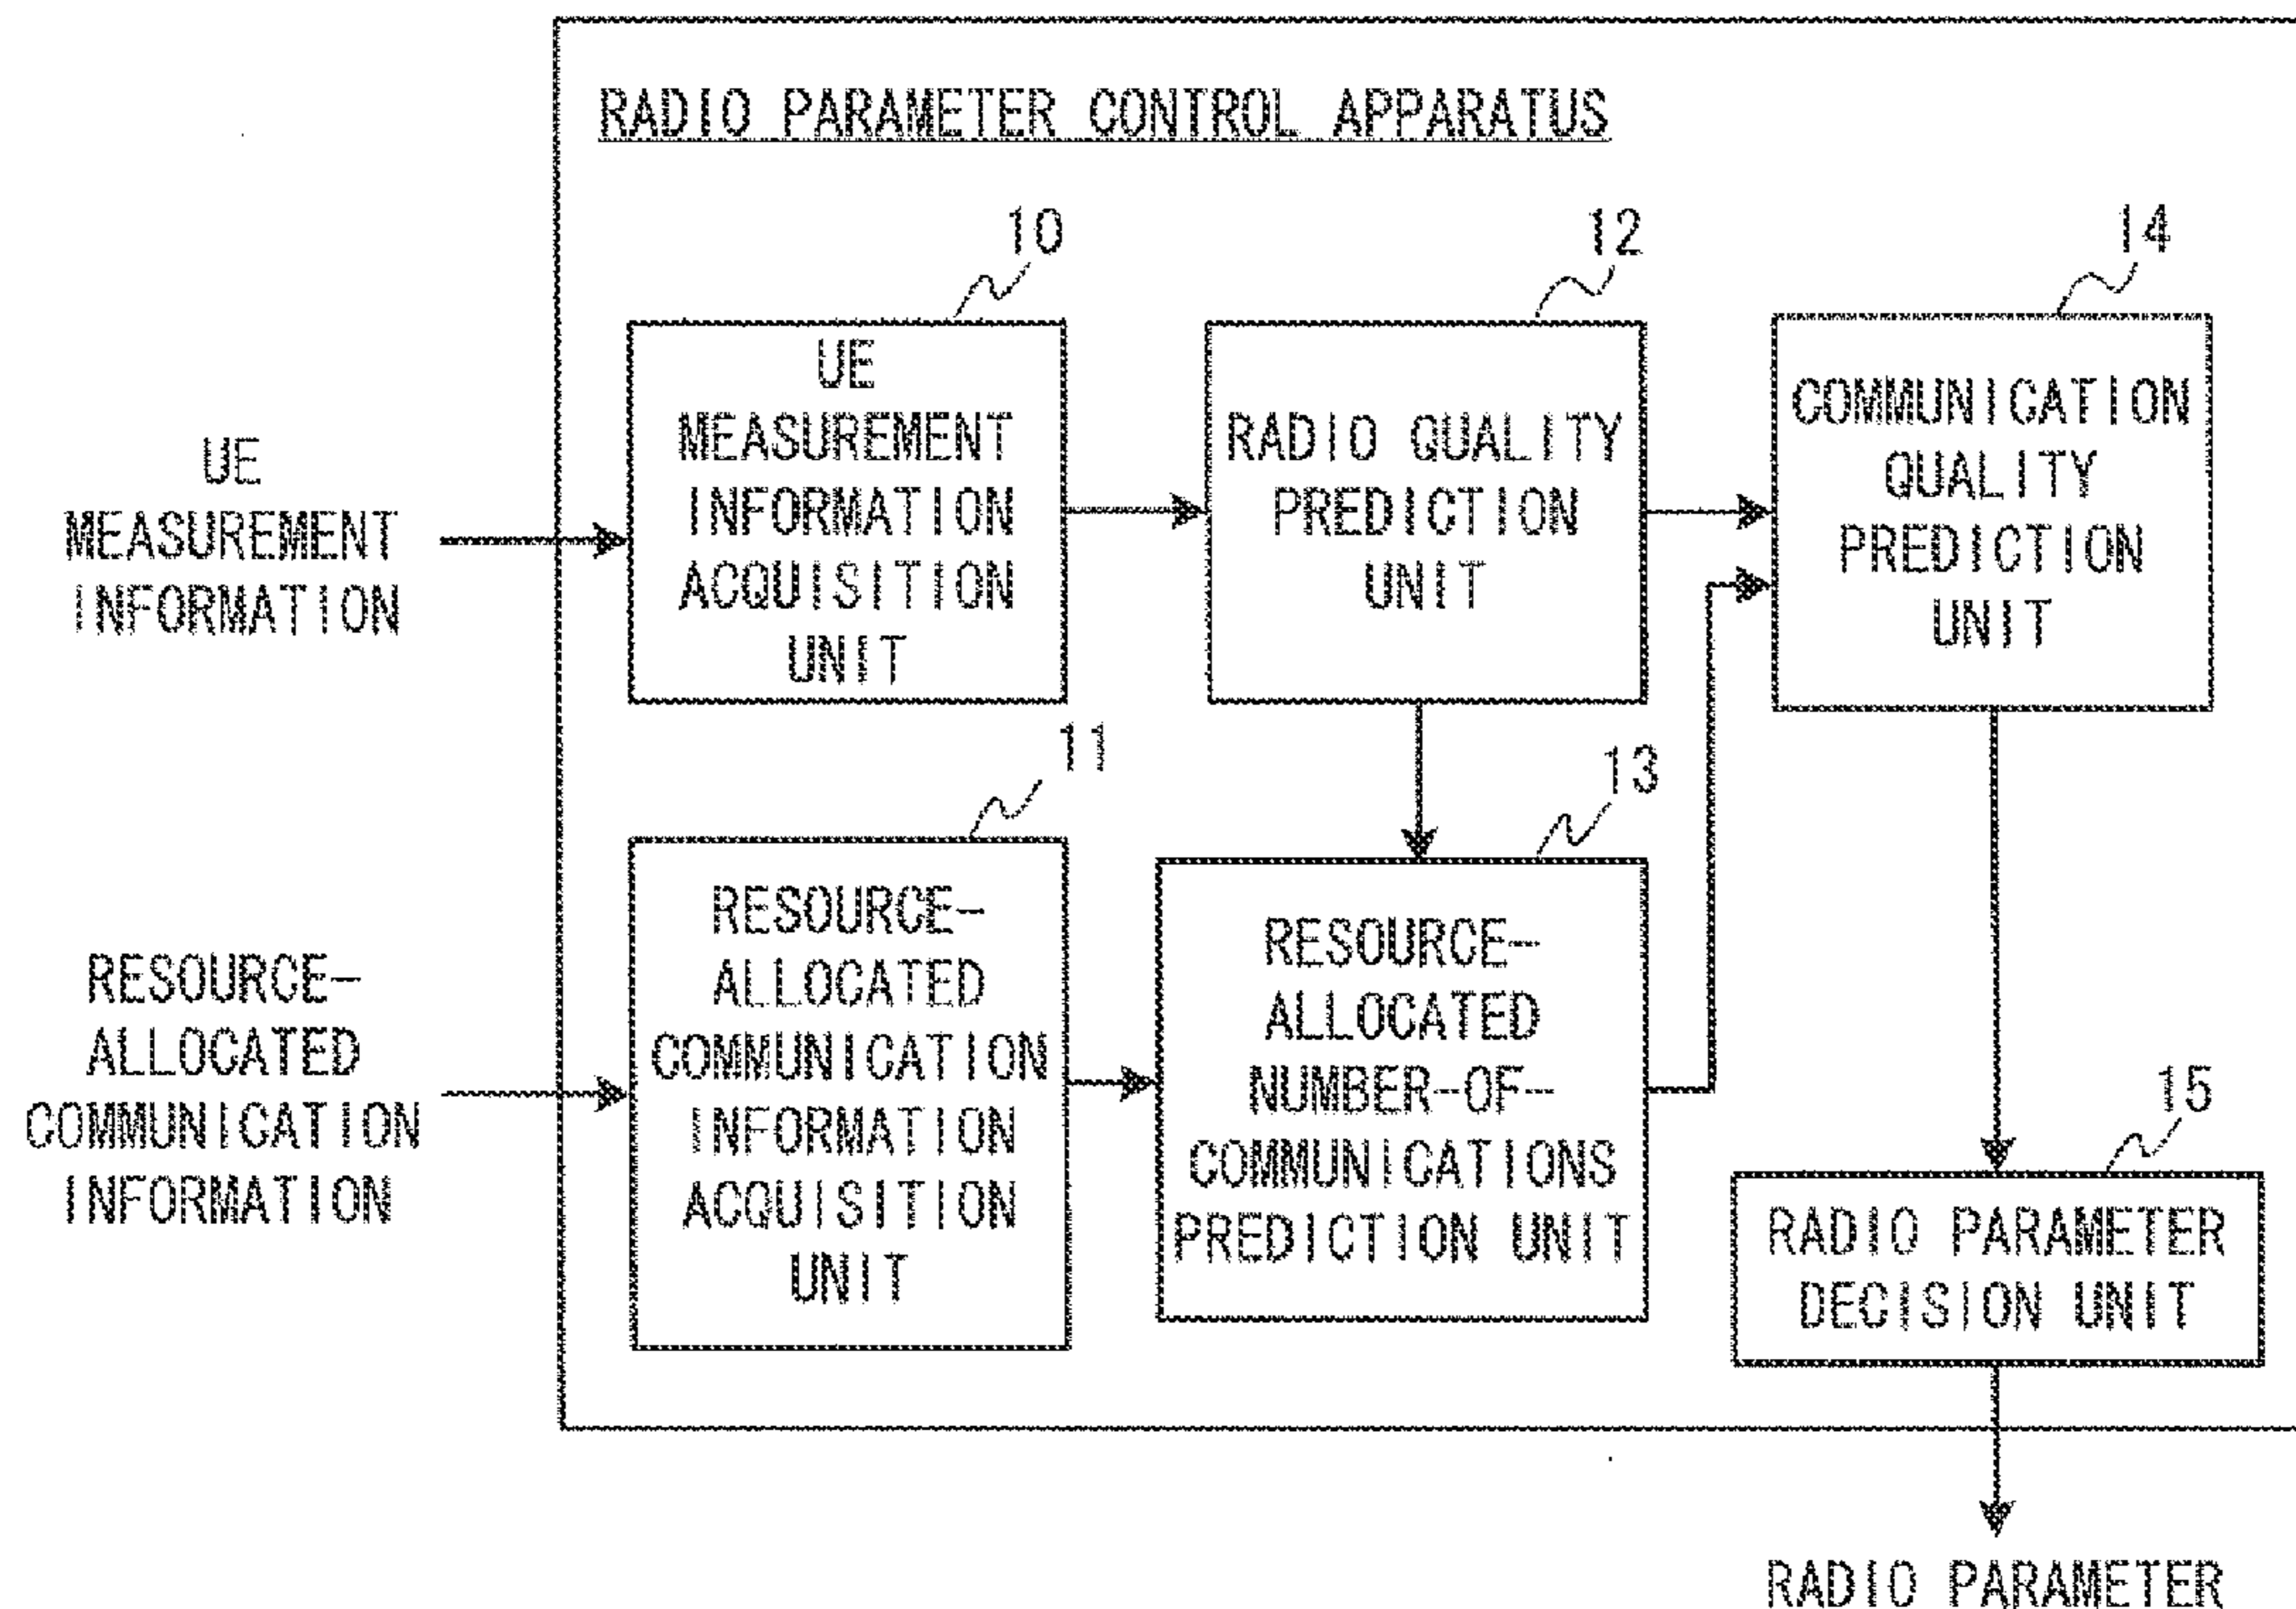 RADIO PARAMETER CONTROL APPARATUS
UE
MEASUREMENT
INFORMATION
10
UE
MEASUREMENT
INFORMATION
ACQUISITION
UNIT
12
RADIO QUALITY
PREDICTION
UNIT
14
COMMUNICATION
QUALITY
PREDICTION
UNIT
RESOURCE-
ALLOCATED
COMMUNICATION
INFORMATION
11
RESOURCE-
ALLOCATED
COMMUNICATION
INFORMATION
ACQUISITION
UNIT
13
RESOURCE-
ALLOCATED
NUMBER-OF-
COMMUNICATIONS
PREDICTION UNIT
15
RADIO PARAMETER
DECISION UNIT
RADIO PARAMETER